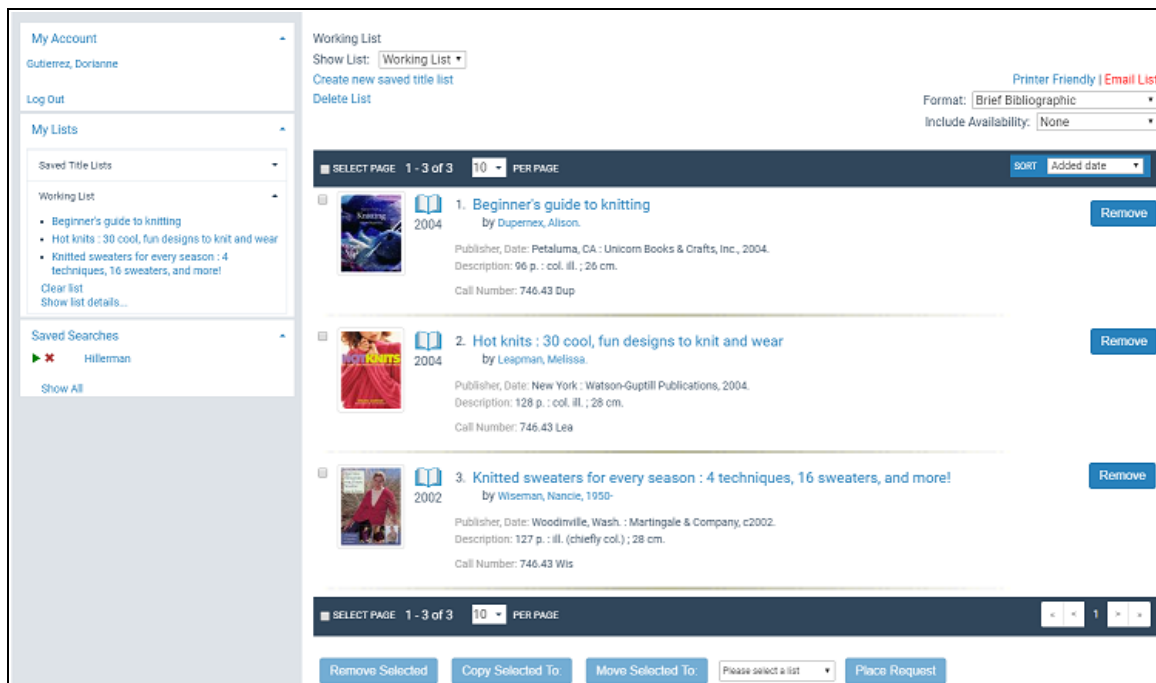 My Account
Gutierrez, Dorianne
Log Out
My Lists
Saved Title Lists
Working List
Beginner's guide to knitting
Hot knits : 30 cool, fun designs to knit and wear
Knitted sweaters for every season : 4
techniques, 16 sweaters, and more!
Clear list
Show list details...
Saved Searches
Hillerman
Show All
Working List
Show List: Working List
Create new saved title list
Delete List
Printer Friendly | Email List
Format: Brief Bibliographic
Include Availability: None
SELECT PAGE 1 - 3 of 3 10 PER PAGE SORT Added date
Knitting
2004
1. Beginner's guide to knitting
by Dupernex, Alison.
Publisher, Date: Petaluma, CA : Unicorn Books & Crafts, Inc., 2004.
Description: 96 p. : col. ill. ; 26 cm.
Call Number: 746.43 Dup
Remove
HOT KNITS
2004
2. Hot knits : 30 cool, fun designs to knit and wear
by Leapman, Melissa.
Publisher, Date: New York : Watson-Guptill Publications, 2004.
Description: 128 p. : col. ill. ; 28 cm.
Call Number: 746.43 Lea
Remove
2002
3. Knitted sweaters for every season : 4 techniques, 16 sweaters, and more!
by Wiseman, Nancie, 1950-
Publisher, Date: Woodinville, Wash. : Martingale & Company, c2002.
Description: 127 p. : ill. (chiefly col.) ; 28 cm.
Call Number: 746.43 Wis
Remove
SELECT PAGE 1 - 3 of 3 10 PER PAGE « < 1 > »
Remove Selected Copy Selected To: Move Selected To: Please select a list Place Request